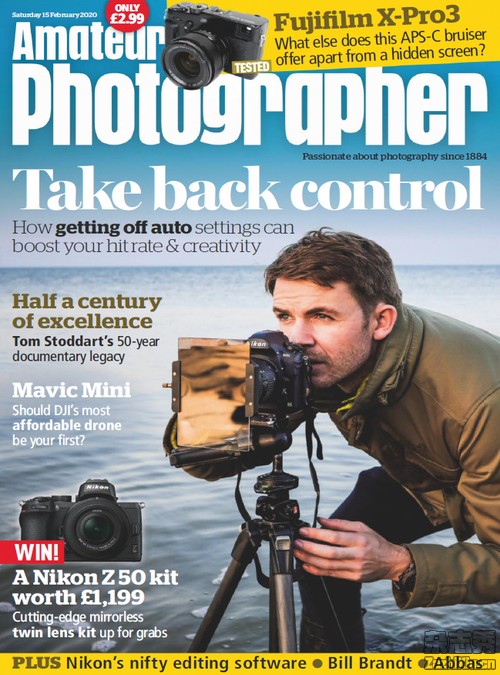 Saturday 15 February 2020
ONLY
£2.99
Amateur
Photographer
TESTED
Fujifilm X-Pro3
What else does this APS-C bruiser
offer apart from a hidden screen?
Passionate about photography since 1884
Take back control
How getting off auto settings can
boost your hit rate & creativity
Half a century
of excellence
Tom Stoddart's 50-year
documentary legacy
Mavic Mini
Should DJI's most
affordable drone
be your first?
Nikon
Nikon
WIN!
A Nikon Z 50 kit
worth £1,199
Cutting-edge mirrorless
twin lens kit up for grabs
PLUS Nikon's nifty editing software ● Bill Brandt ● Abbas